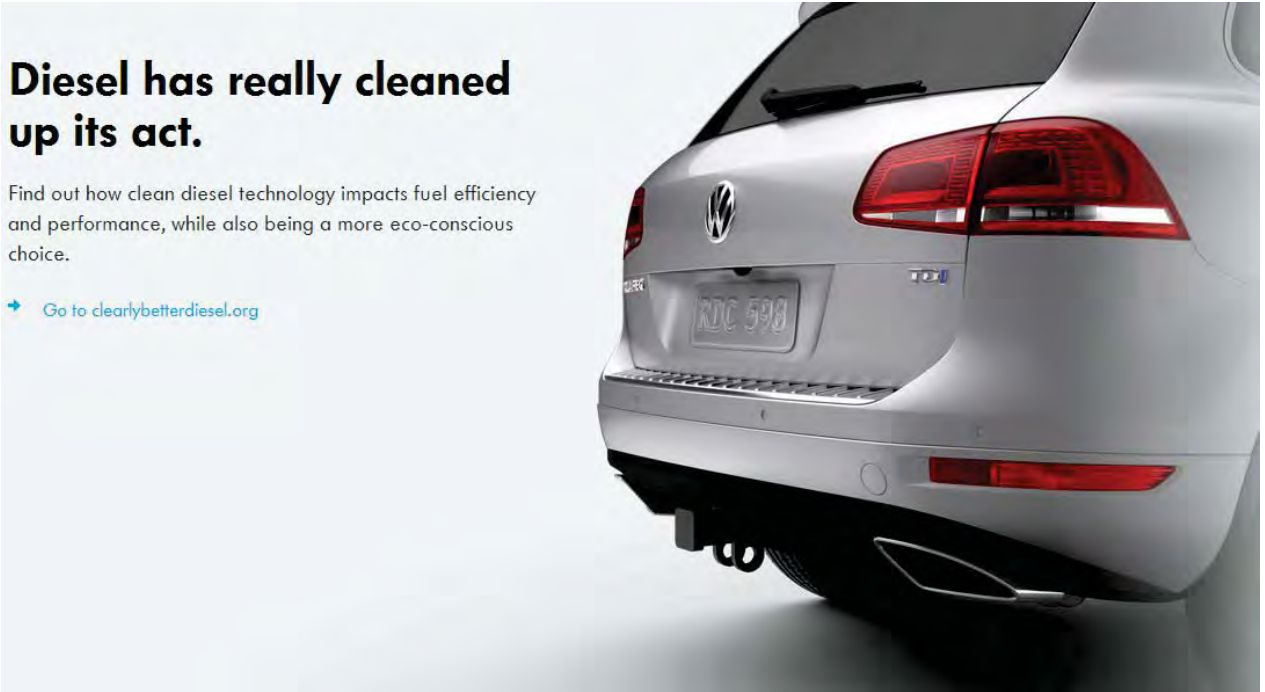 Diesel has really cleaned
up its act.
Find out how clean diesel technology impacts fuel efficiency
and performance, while also being a more eco-conscious
choice.
Go to clearlybetterdiesel.org
TDI
RDC 598